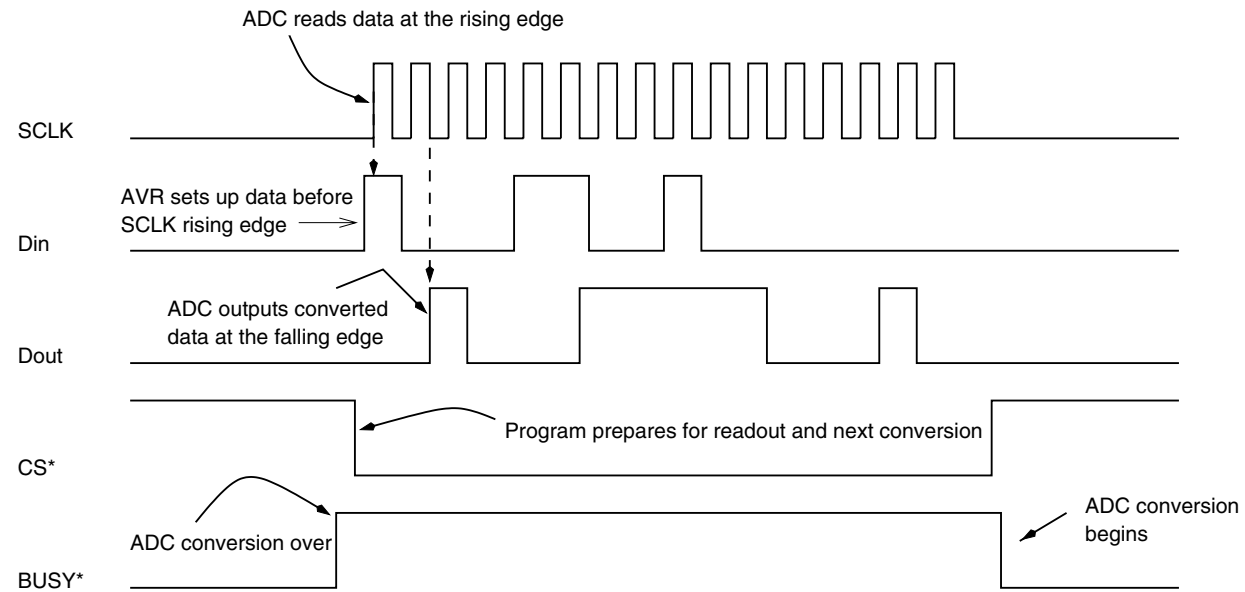 ADC reads data at the rising edge
SCLK
AVR sets up data before
SCLK rising edge
Din
ADC outputs converted
data at the falling edge
Dout
Program prepares for readout and next conversion
CS*
ADC conversion over
ADC conversion
begins
BUSY*